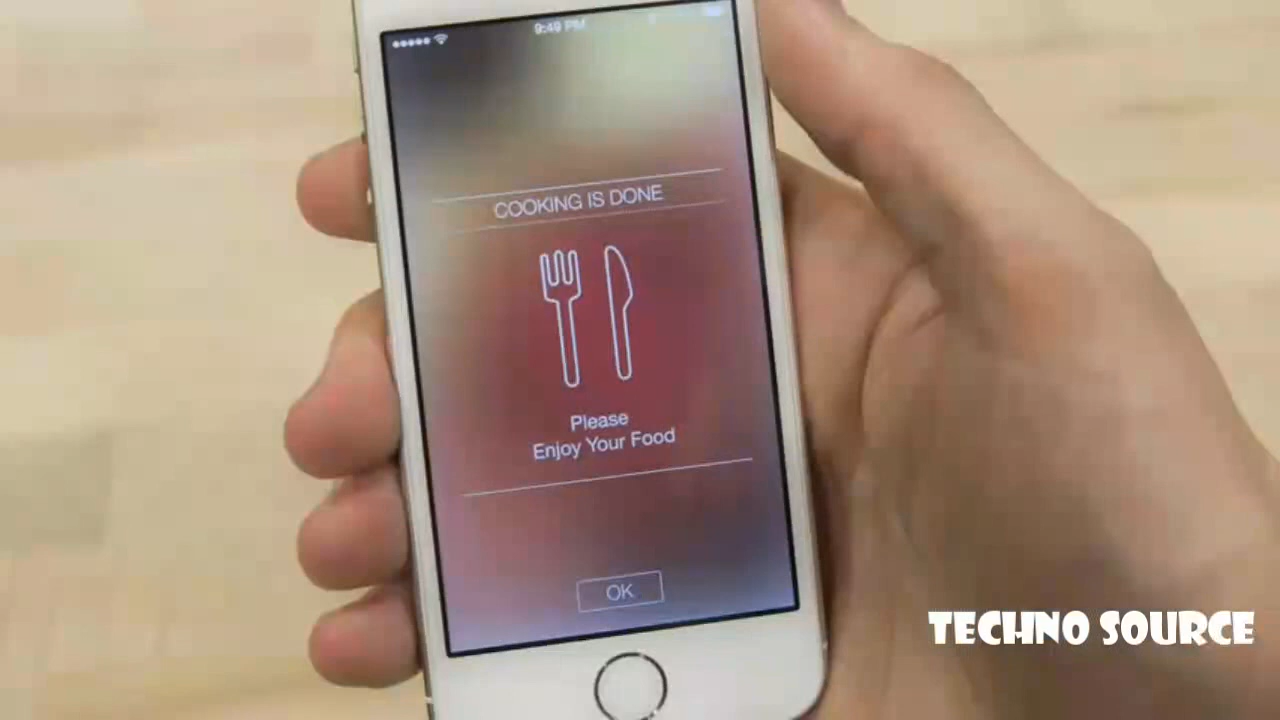 9:49 PM
COOKING IS DONE
Please
Enjoy Your Food
OK
TECHNO SOURCE